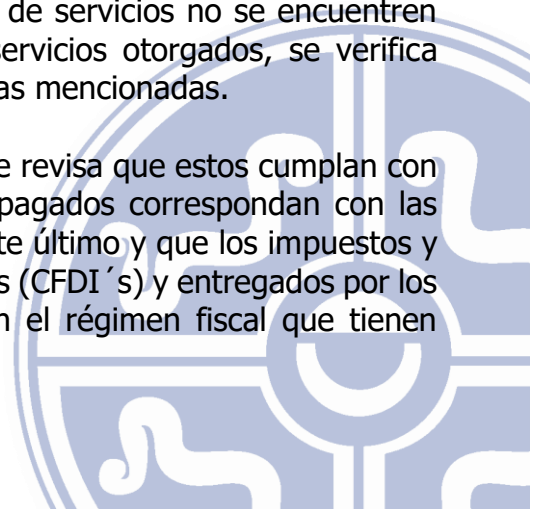 de servicios no se encuentren
servicios otorgados, se verifica
as mencionadas.
e revisa que estos cumplan con
pagados correspondan con las
te último y que los impuestos y
s (CFDI´s) y entregados por los
n el régimen fiscal que tienen